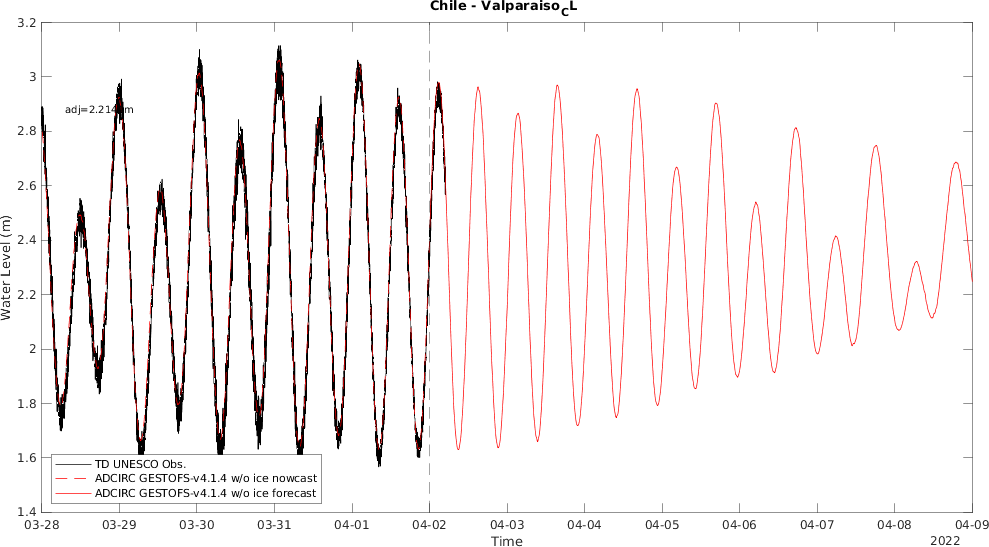 Chile - Valparaiso_CL
3.2
3
2.8
2.6
2.4
2.2
2
1.8
1.6
1.4
Water Level (m)
adj=2.214m
TD UNESCO Obs.
ADCIRC GESTOFS-v4.1.4 w/o ice nowcast
ADCIRC GESTOFS-v4.1.4 w/o ice forecast
03-28 03-29 03-30 03-31 04-01 04-02 04-03 04-04 04-05 04-06 04-07 04-08 04-09
Time
2022